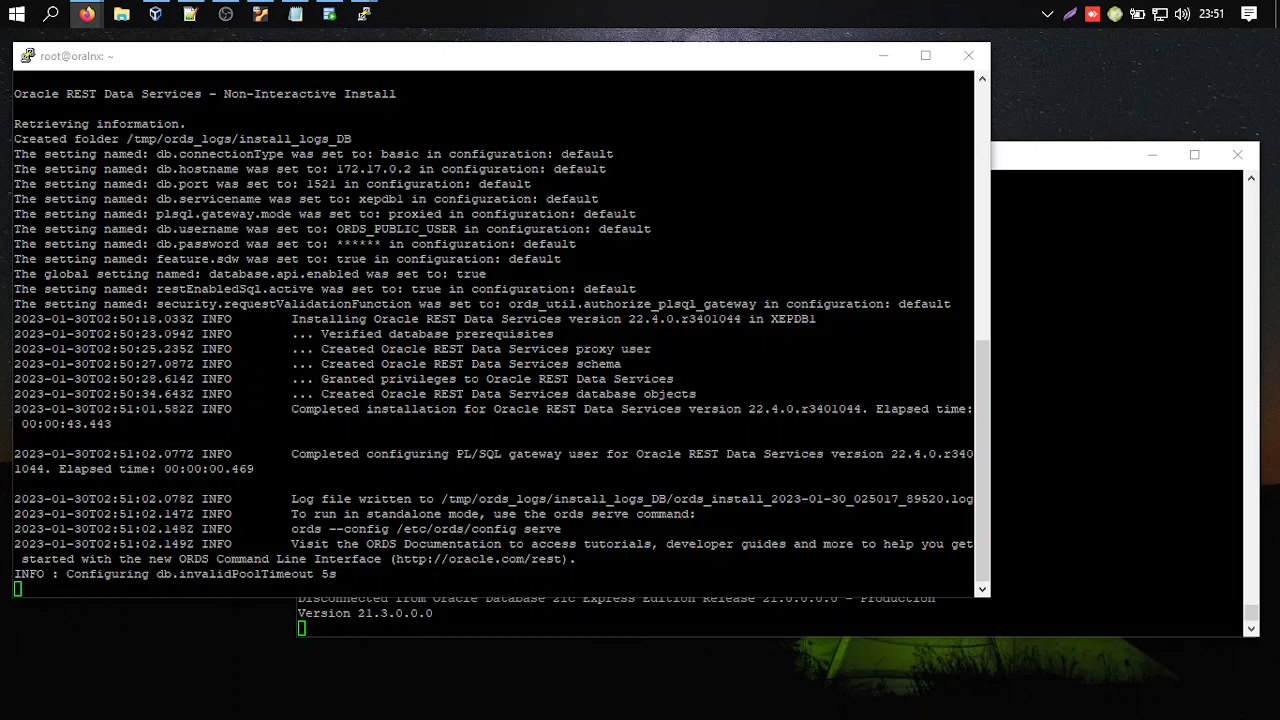 23:51
root@oralnx: ~
Oracle REST Data Services - Non-Interactive Install
Retrieving information.
Created folder /tmp/ords_logs/install_logs_DB
The setting named: db.connectionType was set to: basic in configuration: default
The setting named: db.hostname was set to: 172.17.0.2 in configuration: default
The setting named: db.port was set to: 1521 in configuration: default
The setting named: db.servicename was set to: xepdb1 in configuration: default
The setting named: plsql.gateway.mode was set to: proxied in configuration: default
The setting named: db.username was set to: ORDS_PUBLIC_USER in configuration: default
The setting named: db.password was set to: ****** in configuration: default
The setting named: feature.sdw was set to: true in configuration: default
The global setting named: database.api.enabled was set to: true
The setting named: restEnabledSql.active was set to: true in configuration: default
The setting named: security.requestValidationFunction was set to: ords_util.authorize_plsql_gateway in configuration: default
2023-01-30T02:50:18.033Z INFO        Installing Oracle REST Data Services version 22.4.0.r3401044 in XEPDB1
2023-01-30T02:50:23.094Z INFO        ... Verified database prerequisites
2023-01-30T02:50:25.235Z INFO        ... Created Oracle REST Data Services proxy user
2023-01-30T02:50:27.087Z INFO        ... Created Oracle REST Data Services schema
2023-01-30T02:50:28.614Z INFO        ... Granted privileges to Oracle REST Data Services
2023-01-30T02:50:34.643Z INFO        ... Created Oracle REST Data Services database objects
2023-01-30T02:51:01.582Z INFO        Completed installation for Oracle REST Data Services version 22.4.0.r3401044. Elapsed time:
00:00:43.443
2023-01-30T02:51:02.077Z INFO        Completed configuring PL/SQL gateway user for Oracle REST Data Services version 22.4.0.r340
1044. Elapsed time: 00:00:00.469
2023-01-30T02:51:02.078Z INFO        Log file written to /tmp/ords_logs/install_logs_DB/ords_install_2023-01-30_025017_89520.log
2023-01-30T02:51:02.147Z INFO        To run in standalone mode, use the ords serve command:
2023-01-30T02:51:02.148Z INFO        ords --config /etc/ords/config serve
2023-01-30T02:51:02.149Z INFO        Visit the ORDS Documentation to access tutorials, developer guides and more to help you get
started with the new ORDS Command Line Interface (http://oracle.com/rest).
INFO : Configuring db.invalidPoolTimeout 5s
Disconnected from Oracle Database 21c Express Edition Release 21.0.0.0.0 - Production
Version 21.3.0.0.0